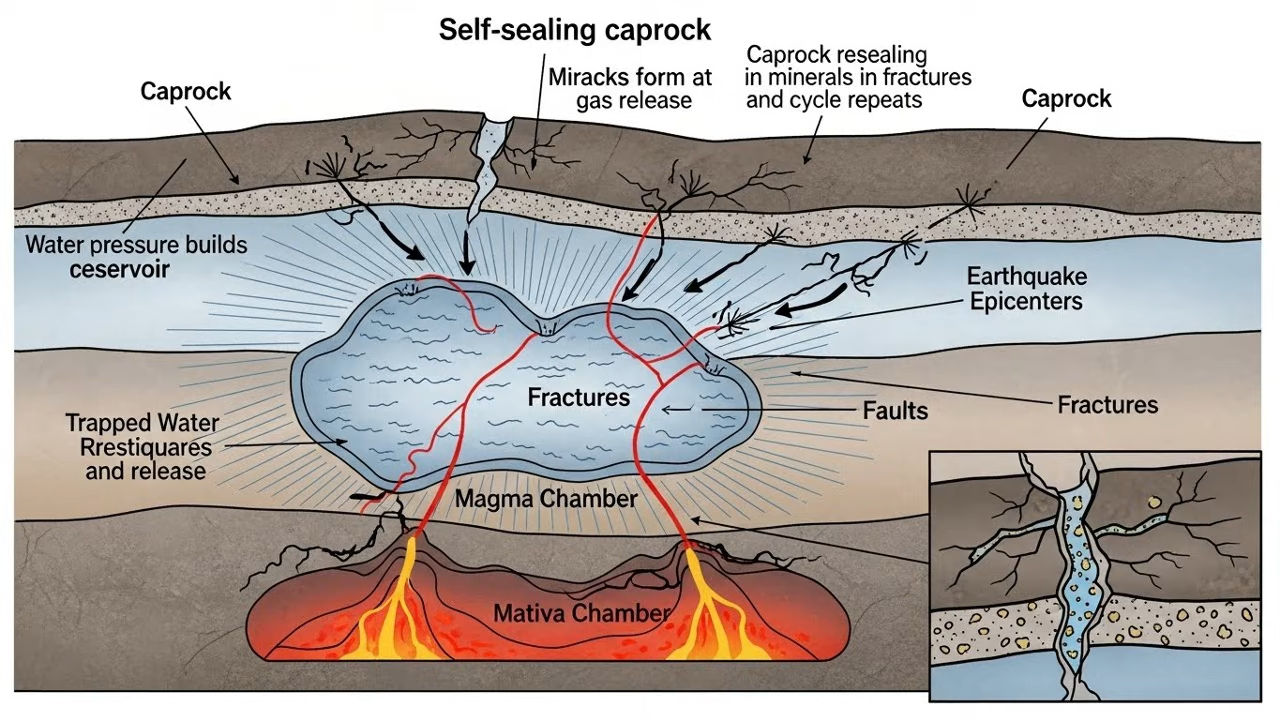 Self-sealing caprock
Caprock
Miracks form at
gas release
Caprock resealing
in minerals in fractures
and cycle repeats
Caprock
Water pressure builds
ceservoir
Earthquake
Epicenters
Fractures
Faults
Fractures
Trapped Water
Rrestiquares
and release
Magma Chamber
Mativa Chamber